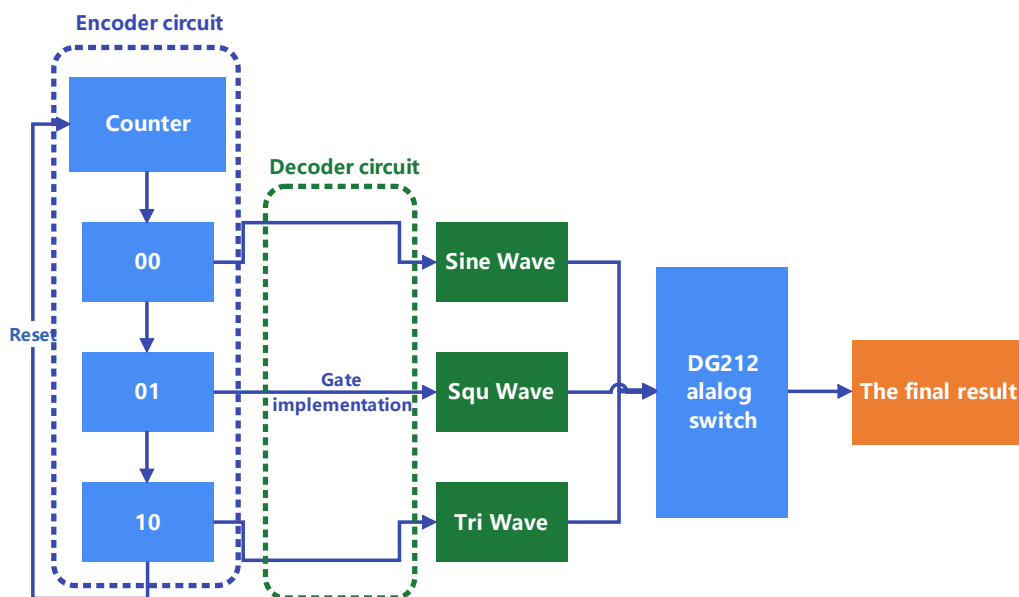 Encoder circuit
Counter
Decoder circuit
00
Sine Wave
Reset
01
Gate
implementation
Squ Wave
DG212
alalog
switch
The final result
10
Tri Wave